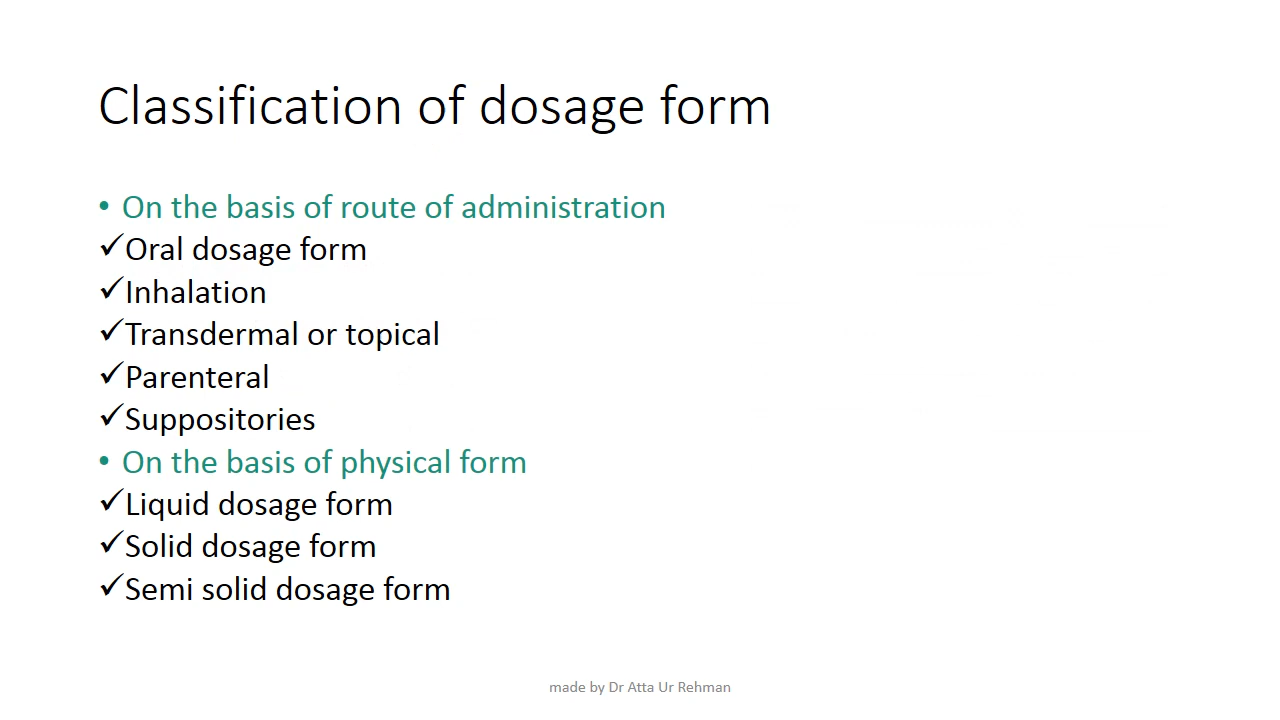 Classification of dosage form
• On the basis of route of administration
✓Oral dosage form
✓Inhalation
✓Transdermal or topical
✓Parenteral
✓Suppositories
• On the basis of physical form
✓Liquid dosage form
✓Solid dosage form
✓Semi solid dosage form
made by Dr Atta Ur Rehman